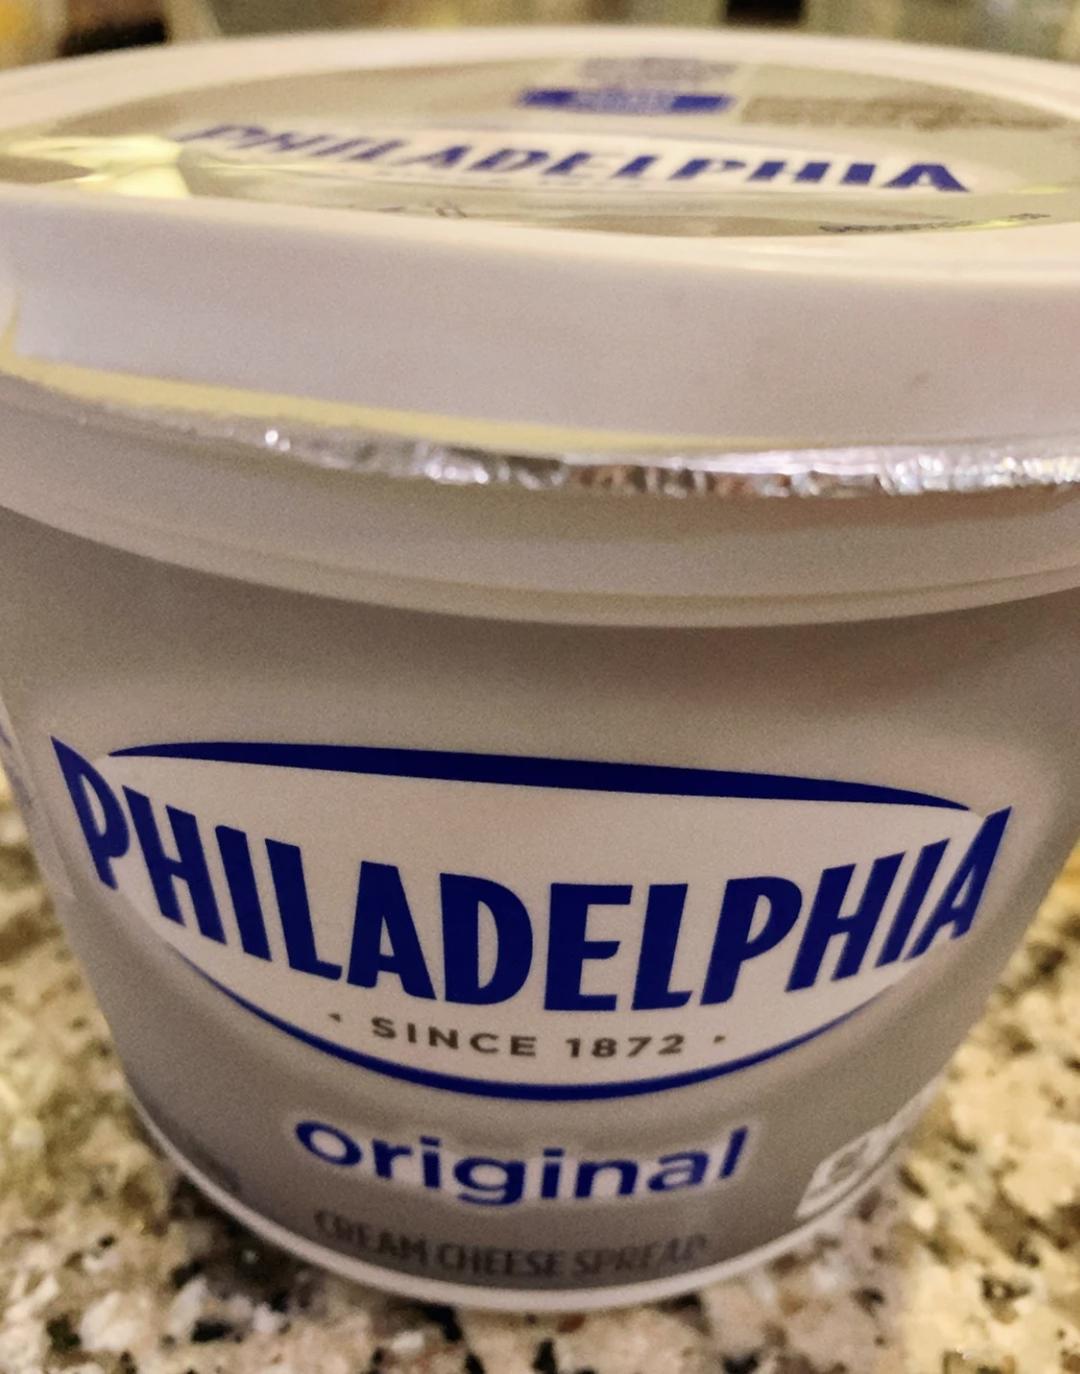 PHILADELPHIA
PHILADELPHIA
• SINCE 1872 •
original
CREAM CHEESE SPREAD